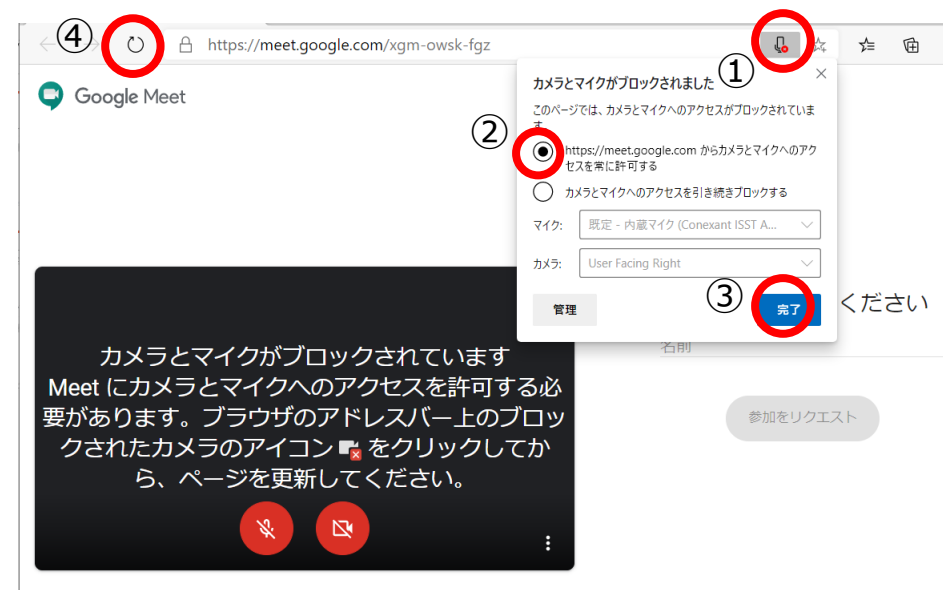 ④
https://meet.google.com/xgm-owsk-fgz
①
Google Meet
カメラとマイクがブロックされました
このページでは、カメラとマイクへのアクセスがブロックされていま
す
②
https://meet.google.com からカメラとマイクへのアク
セスを常に許可する
カメラとマイクへのアクセスを引き続きブロックする
マイク: 既定 - 内蔵マイク (Conexant ISST A...
カメラ: User Facing Right
③
管理 完了
ください
名前
参加をリクエスト
カメラとマイクがブロックされています
Meet にカメラとマイクへのアクセスを許可する必
要があります。ブラウザのアドレスバー上のブロッ
クされたカメラのアイコン をクリックしてか
ら、ページを更新してください。